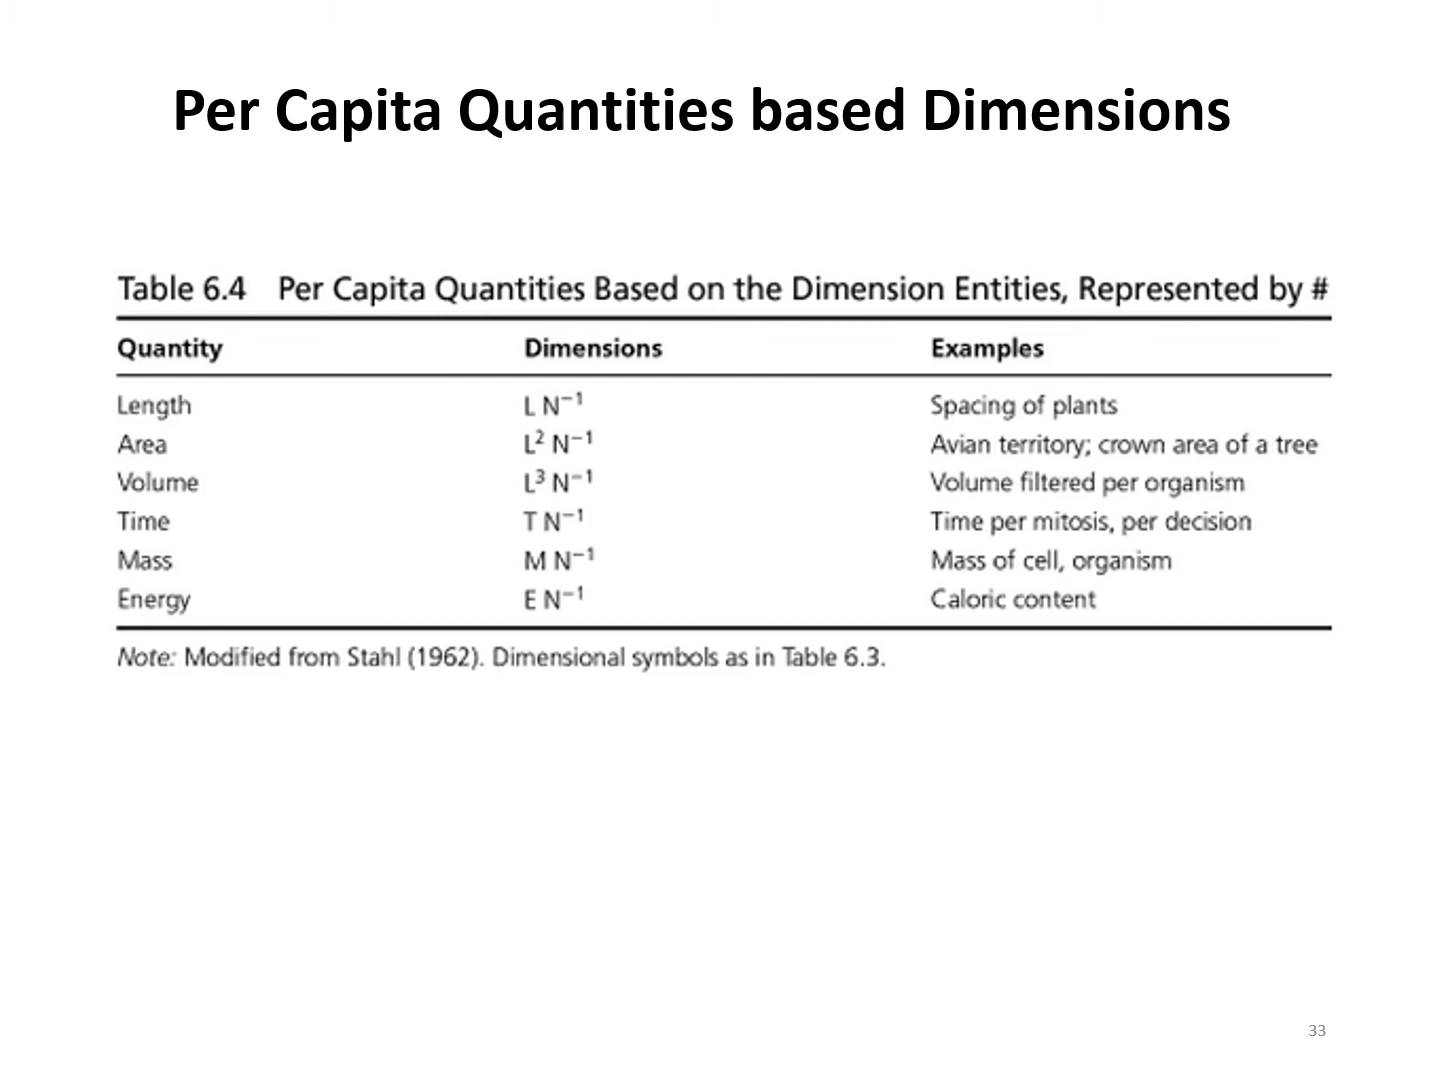 Per Capita Quantities based Dimensions
Table 6.4 Per Capita Quantities Based on the Dimension Entities, Represented by #
Quantity Dimensions Examples
Length L N⁻¹ Spacing of plants
Area L² N⁻¹ Avian territory; crown area of a tree
Volume L³ N⁻¹ Volume filtered per organism
Time T N⁻¹ Time per mitosis, per decision
Mass M N⁻¹ Mass of cell, organism
Energy E N⁻¹ Caloric content
Note: Modified from Stahl (1962). Dimensional symbols as in Table 6.3.
33